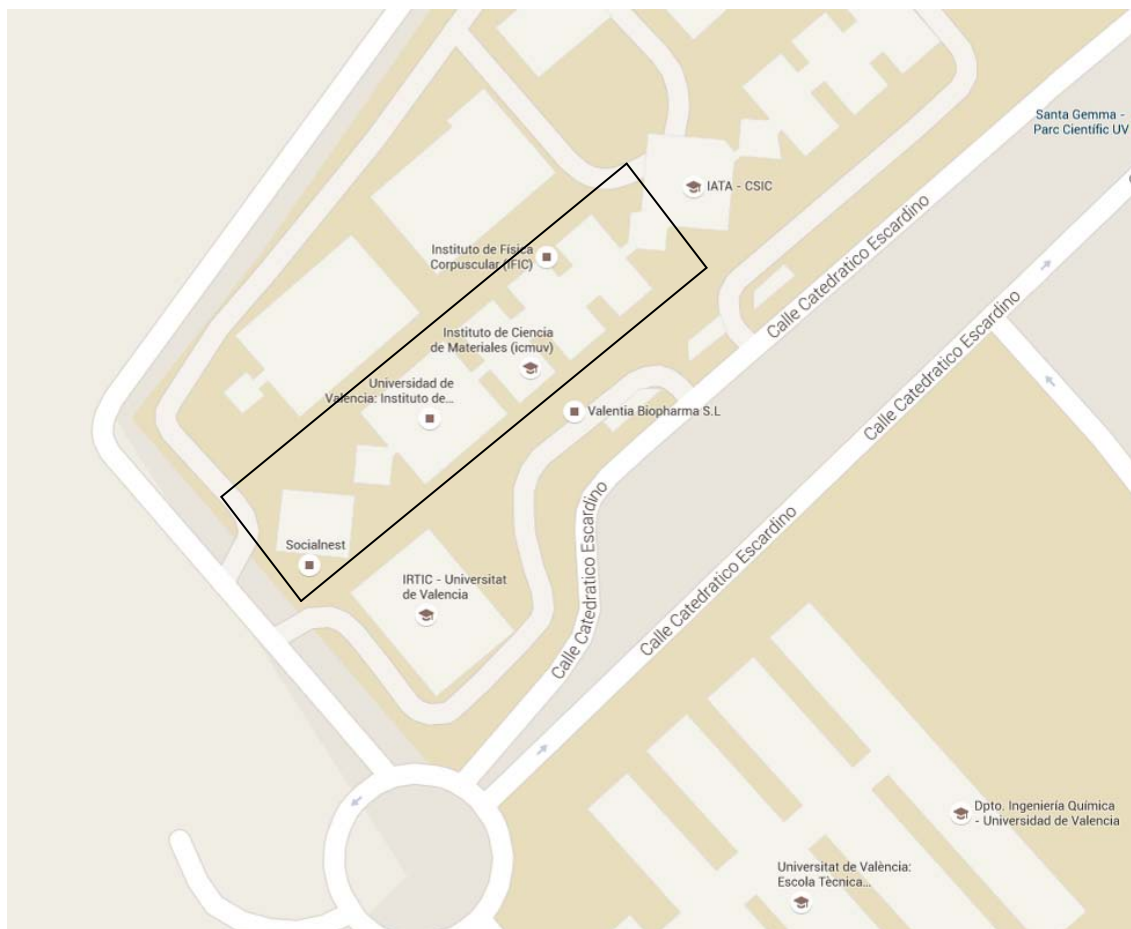 Santa Gemma -
Parc Científic UV
IATA - CSIC
Instituto de Física
Corpuscular (IFIC)
Calle Catedratico Escardino
Calle Catedratico Escardino
Instituto de Ciencia
de Materiales (icmuv)
Universidad de
Valencia: Instituto de...
Valentia Biopharma S.L
Calle Catedratico Escardino
Calle Catedratico Escardino
Socialnest
IRTIC - Universitat
de Valencia
Dpto. Ingeniería Química
- Universidad de Valencia
Universitat de València:
Escola Tècnica...